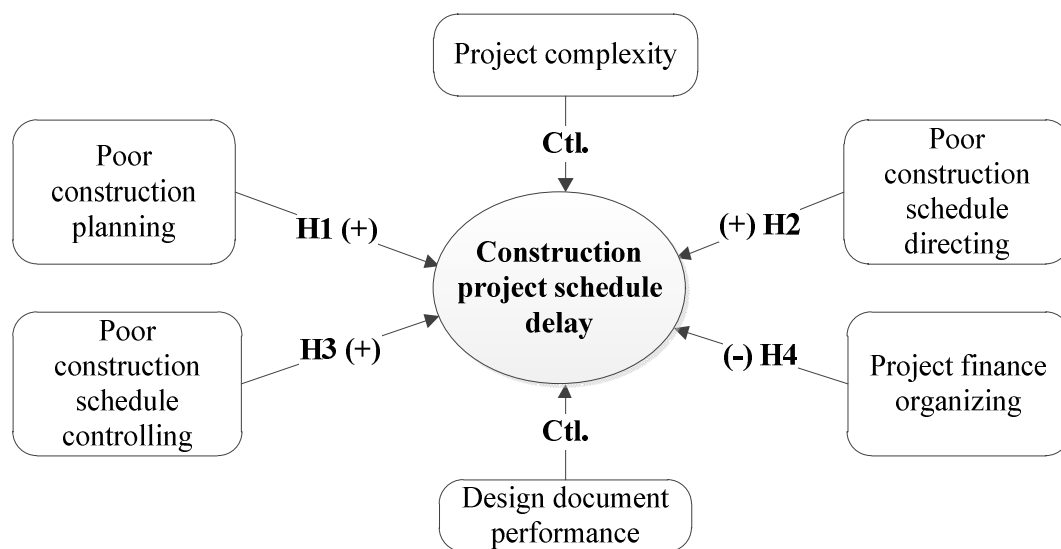 Project complexity
Ctl.
Poor
construction
planning
H1 (+)
Poor
construction
schedule
directing
(+) H2
Construction
project schedule
delay
Poor
construction
schedule
controlling
H3 (+)
Project finance
organizing
(-) H4
Ctl.
Design document
performance